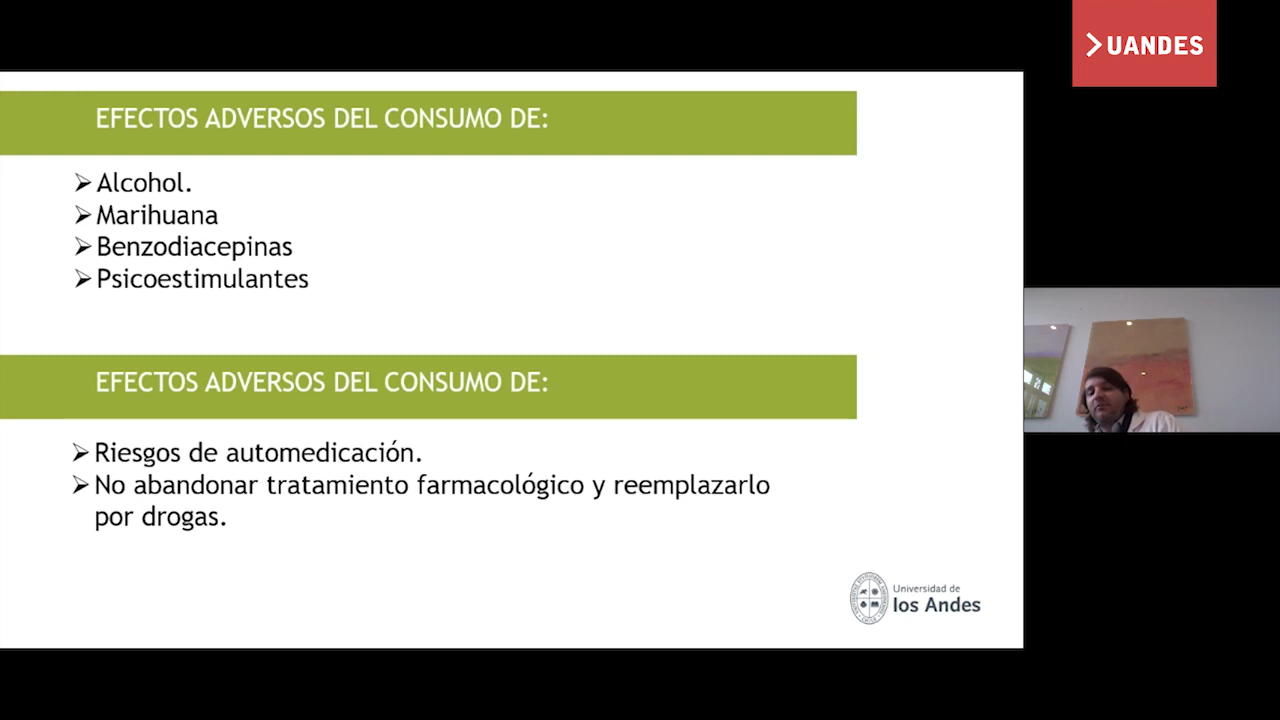 >UANDES
EFECTOS ADVERSOS DEL CONSUMO DE:
➢Alcohol.
➢Marihuana
➢Benzodiacepinas
➢Psicoestimulantes
EFECTOS ADVERSOS DEL CONSUMO DE:
➢Riesgos de automedicación.
➢No abandonar tratamiento farmacológico y reemplazarlo
por drogas.
Universidad de
los Andes